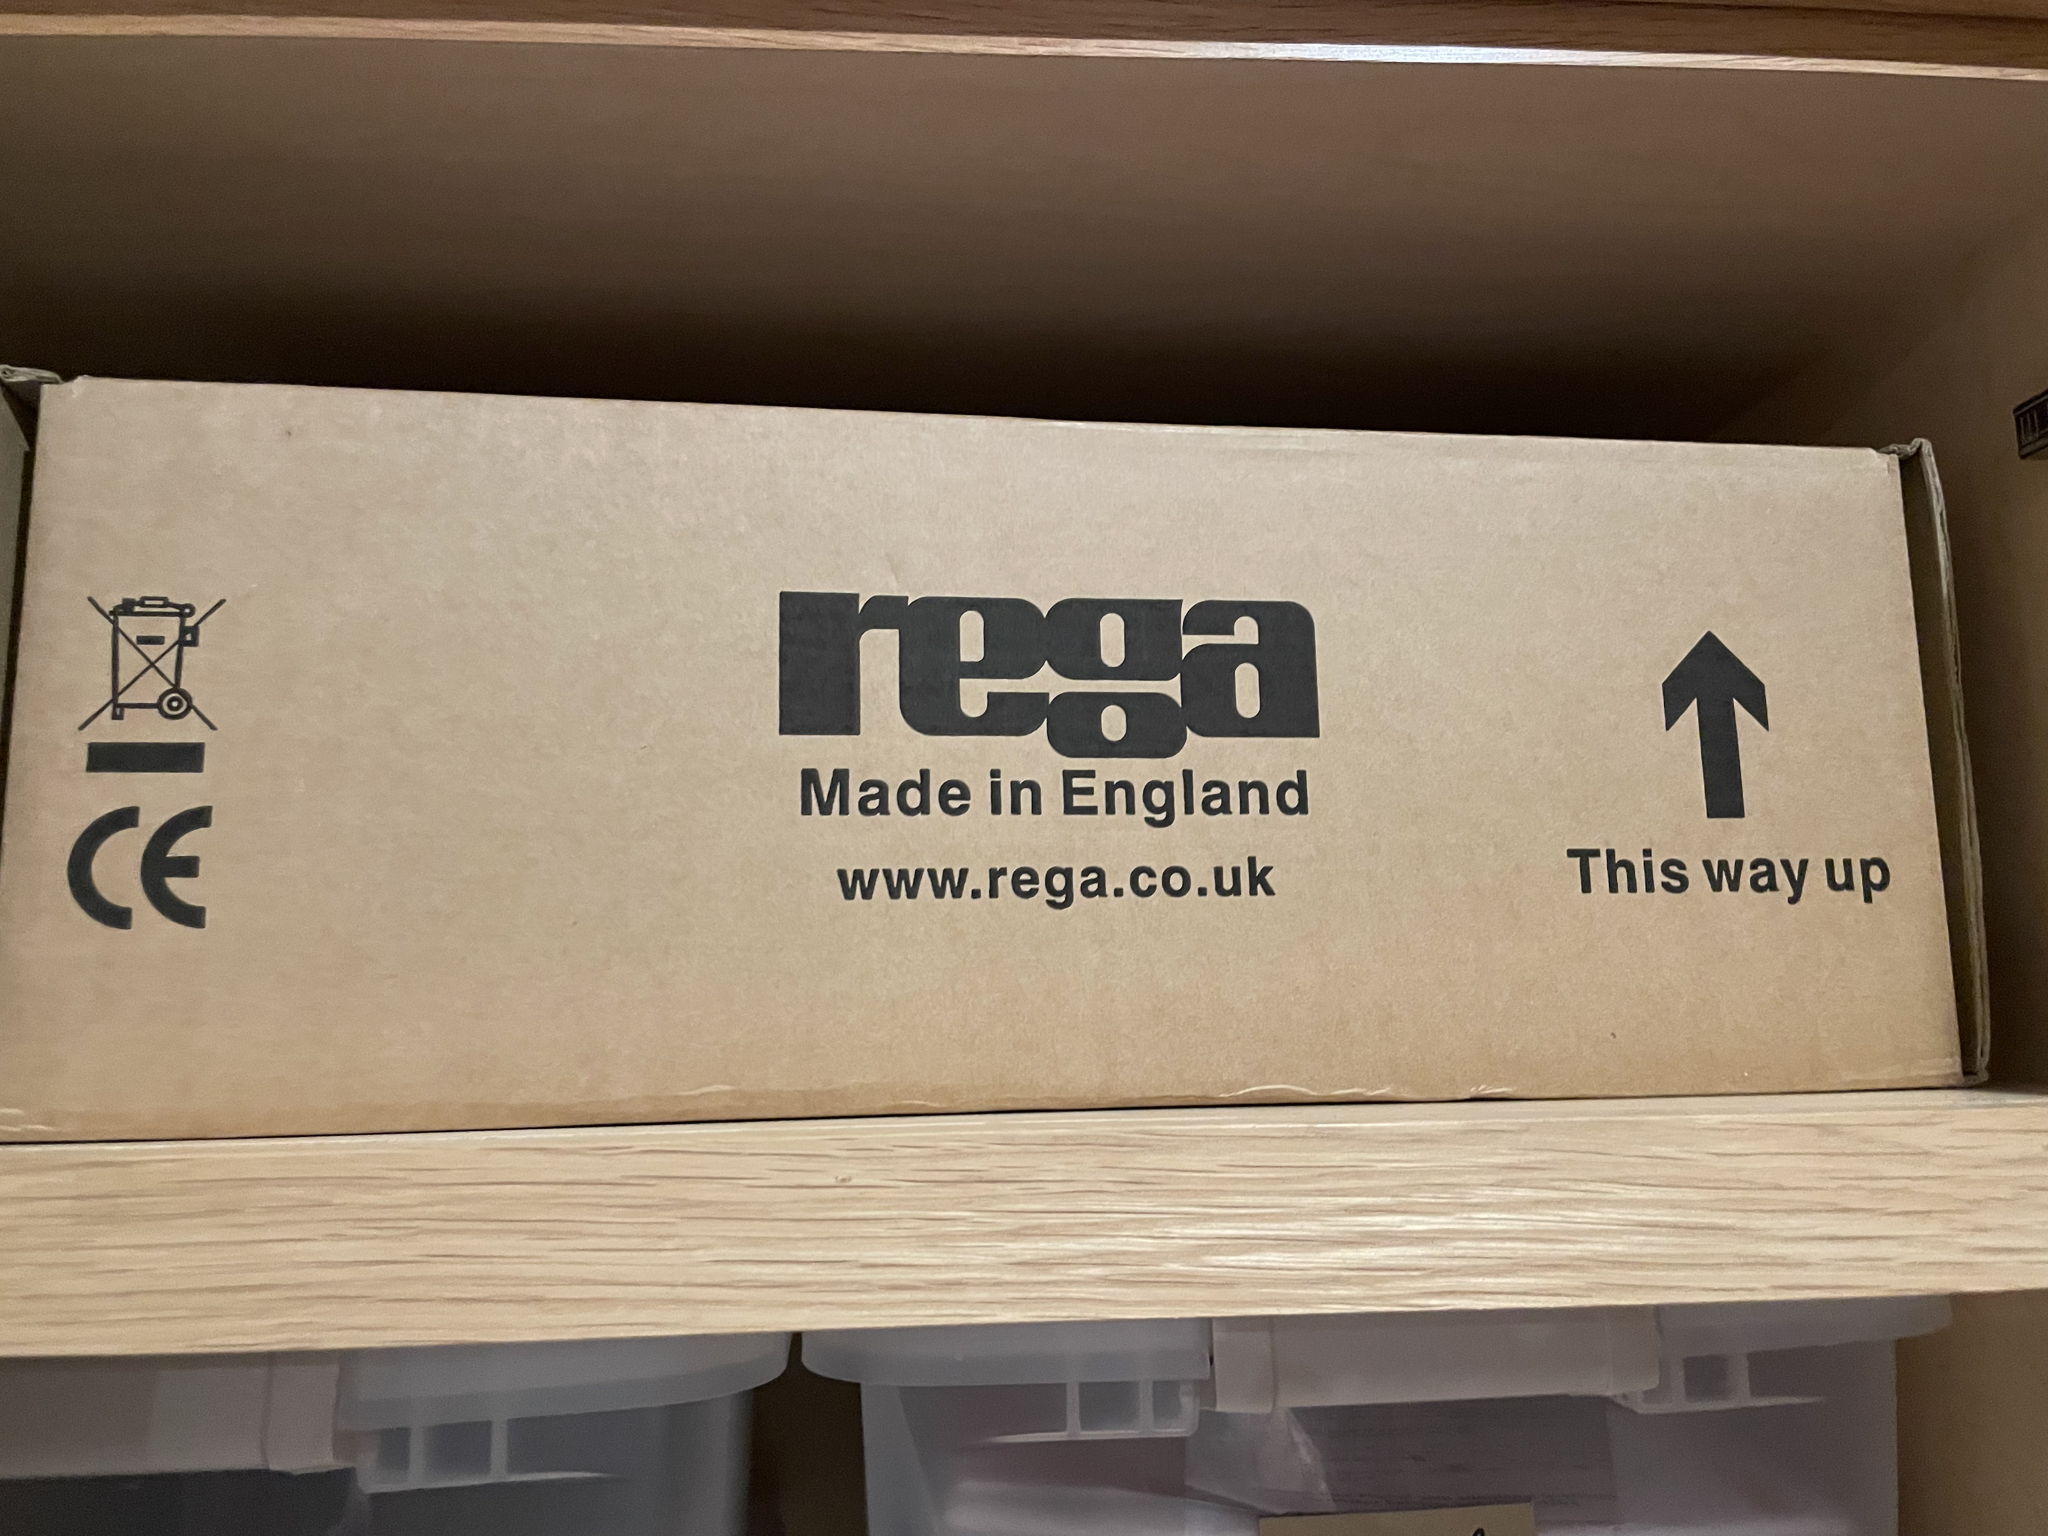 rega
Made in England
www.rega.co.uk
This way up
CE